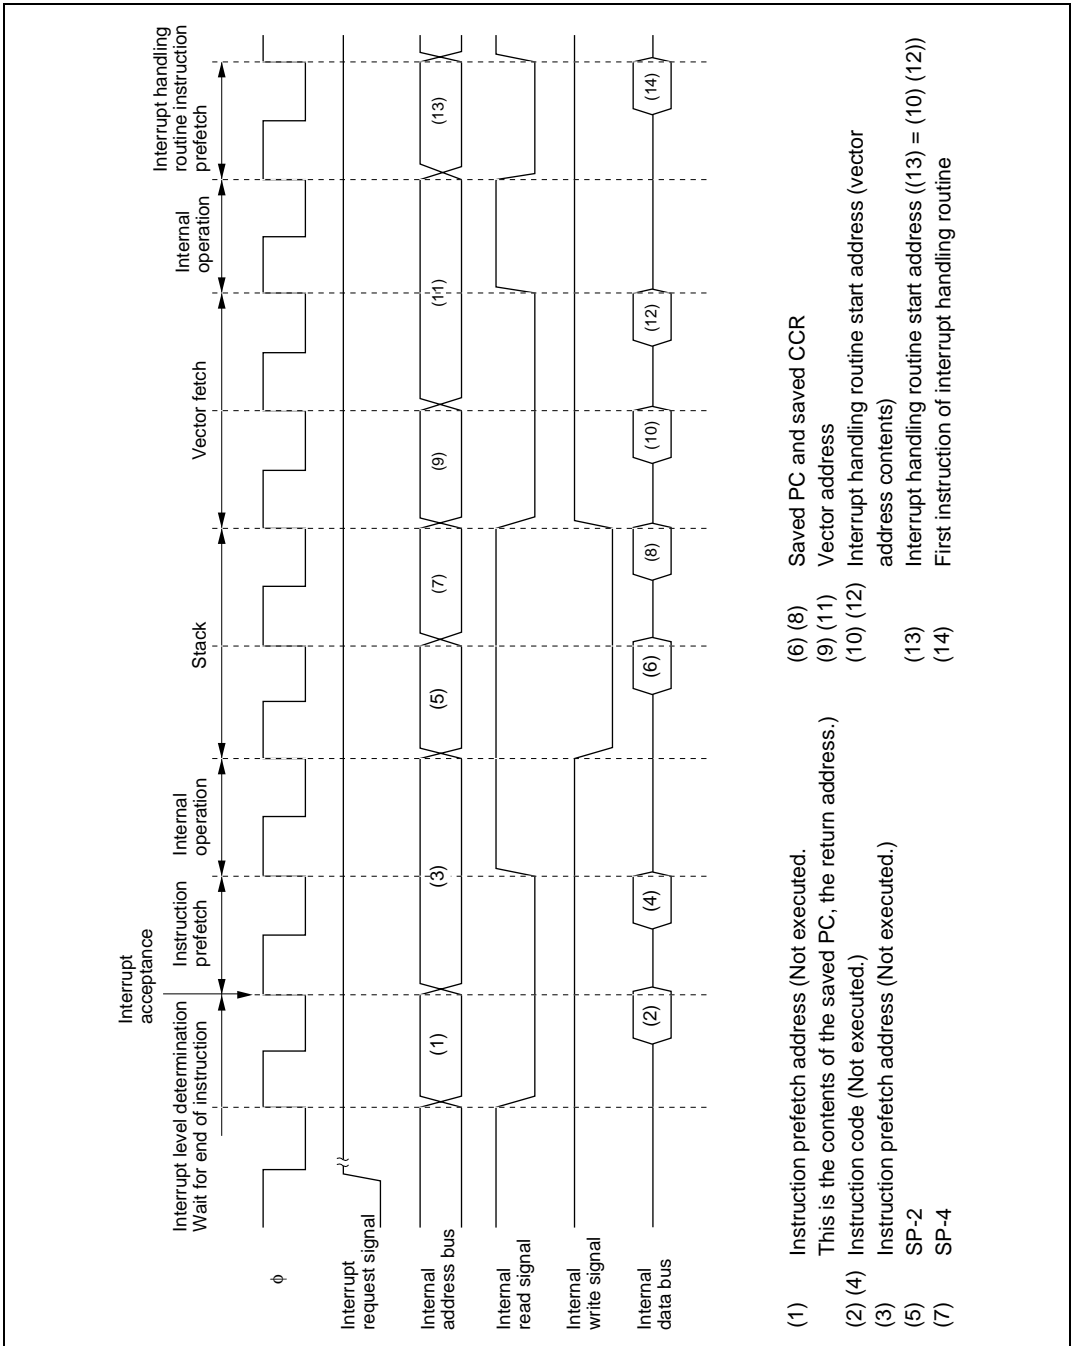 Interrupt
acceptance
Interrupt level determination
Wait for end of instruction
Instruction
prefetch
Internal
operation
Stack
Vector fetch
Internal
operation
Interrupt handling
routine instruction
prefetch
ϕ
Interrupt
request signal
Internal
address bus
(1)
(3)
(5)
(7)
(9)
(11)
(13)
Internal
read signal
Internal
write signal
Internal
data bus
(2)
(4)
(6)
(8)
(10)
(12)
(14)
(1) Instruction prefetch address (Not executed.
This is the contents of the saved PC, the return address.)
(2) (4) Instruction code (Not executed.)
(3) Instruction prefetch address (Not executed.)
(5) SP-2
(7) SP-4
(6) (8) Saved PC and saved CCR
(9) (11) Vector address
(10) (12) Interrupt handling routine start address (vector
address contents)
(13) Interrupt handling routine start address ((13) = (10) (12))
(14) First instruction of interrupt handling routine